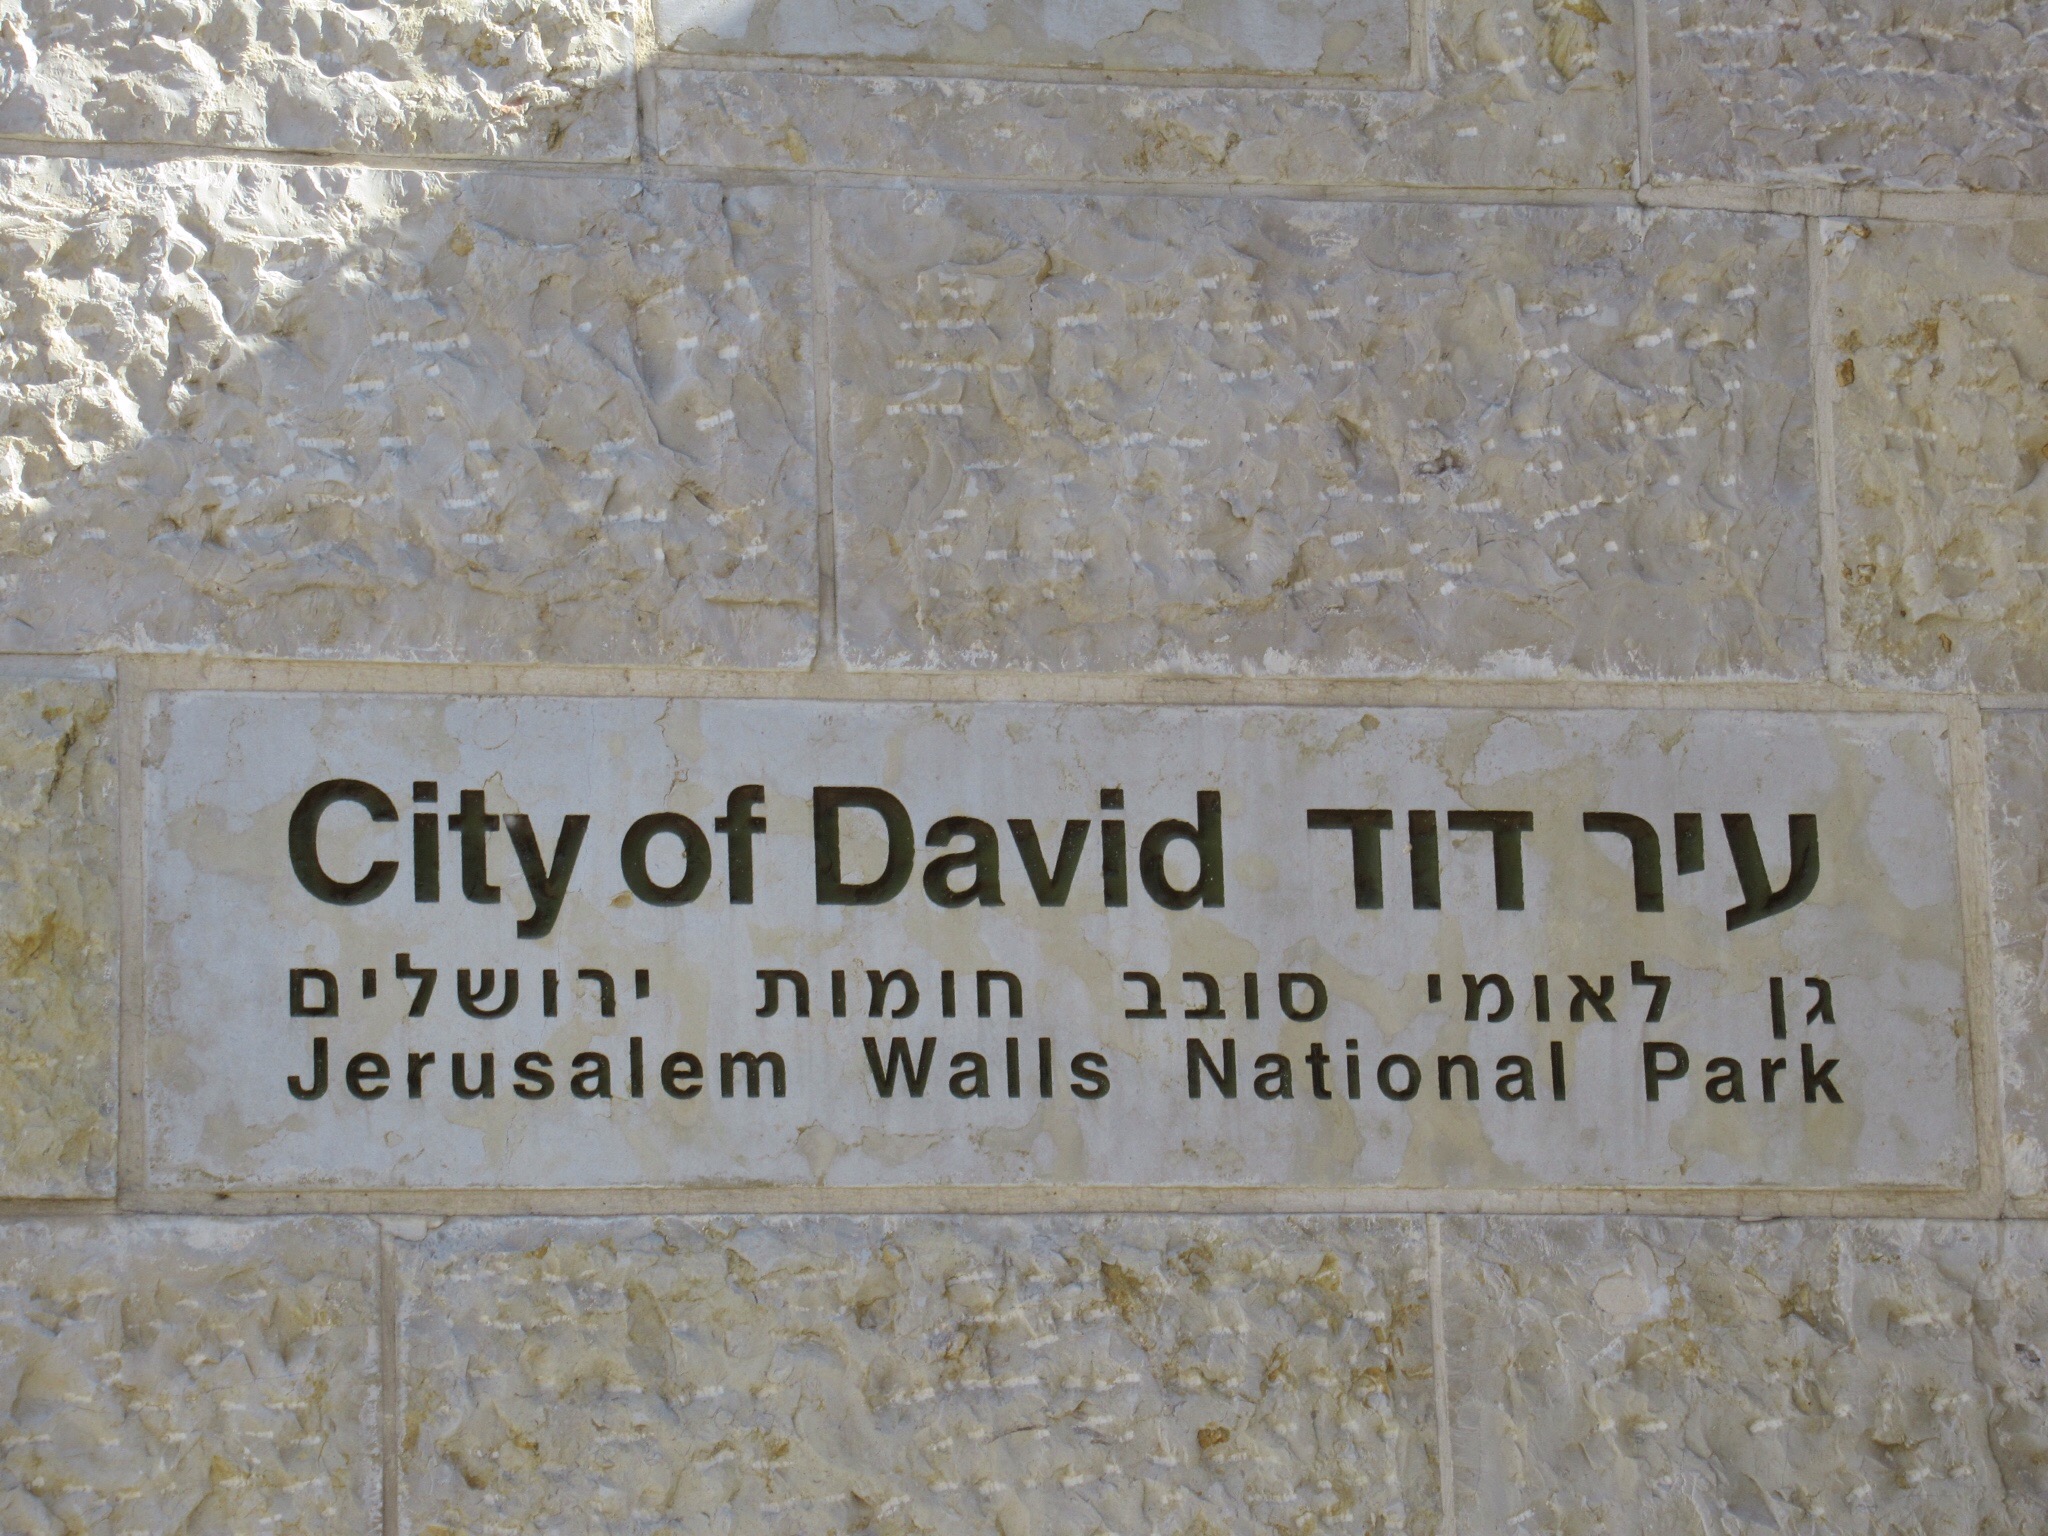 City of David עיר דוד
גן לאומי סובב חומות ירושלים
Jerusalem Walls National Park